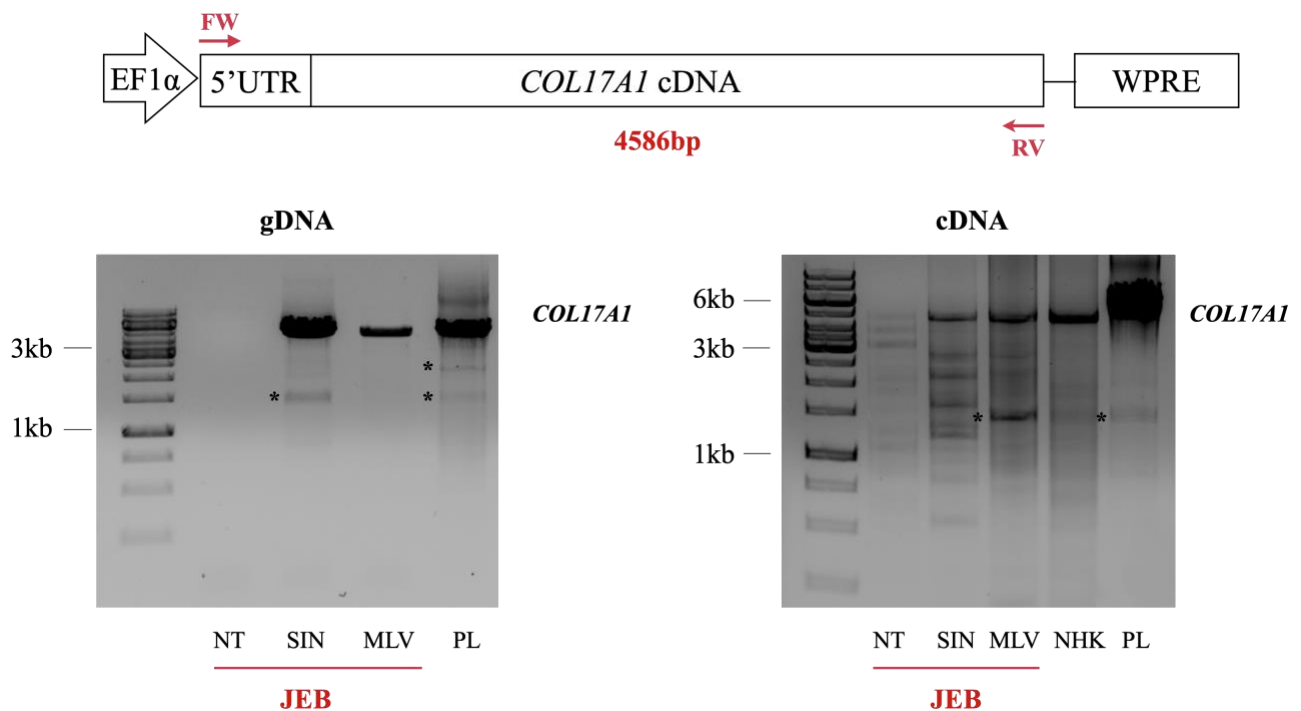 FW
EF1α 5’UTR COL17A1 cDNA WPRE
4586bp
RV
gDNA
cDNA
3kb
1kb
*
*
*
COL17A1
6kb
3kb
1kb
*
*
COL17A1
NT SIN MLV PL
JEB
NT SIN MLV NHK PL
JEB